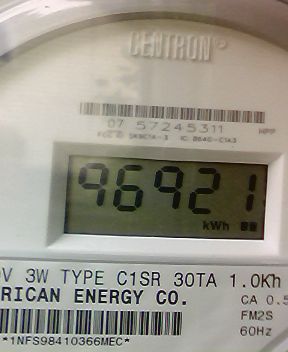 CENTRON®
07 57245311 HPP
96921
kWh
V 3W TYPE C1SR 30TA 1.0Kh
RICAN ENERGY CO. CA 0.5
FM2S
*1NFS98410366MEC* 60Hz